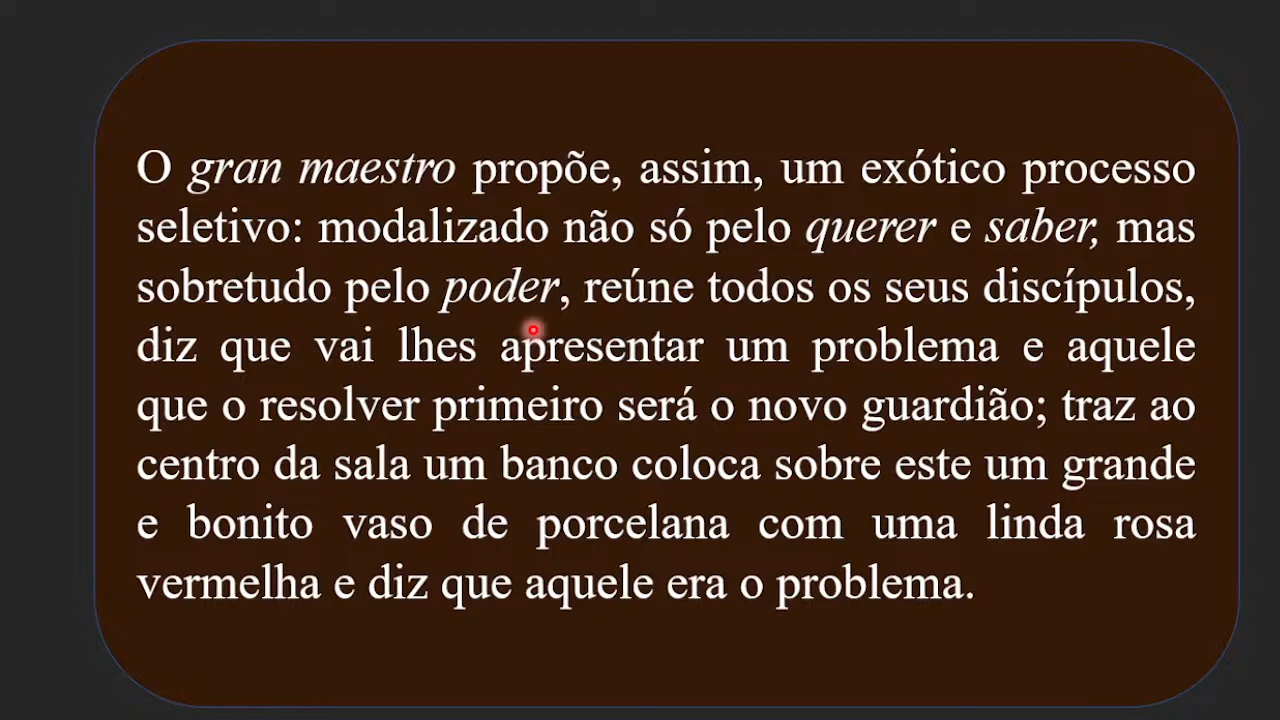 O gran maestro propõe, assim, um exótico processo
seletivo: modalizado não só pelo querer e saber, mas
sobretudo pelo poder, reúne todos os seus discípulos,
diz que vai lhes apresentar um problema e aquele
que o resolver primeiro será o novo guardião; traz ao
centro da sala um banco coloca sobre este um grande
e bonito vaso de porcelana com uma linda rosa
vermelha e diz que aquele era o problema.